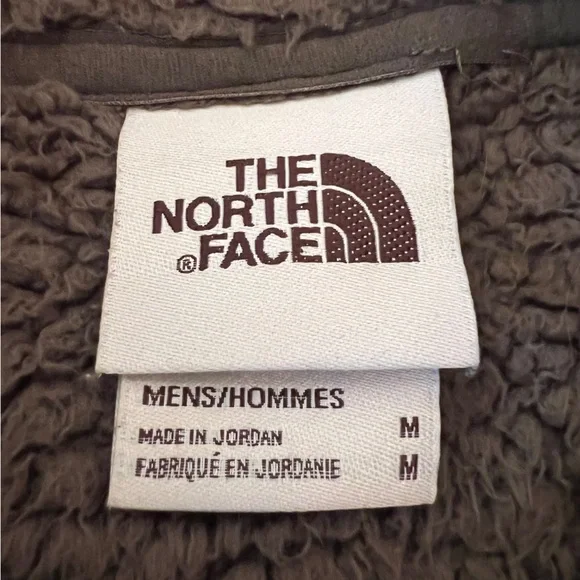 THE
NORTH
®FACE
MENS/HOMMES
MADE IN JORDAN M
FABRIQUÉ EN JORDANIE M